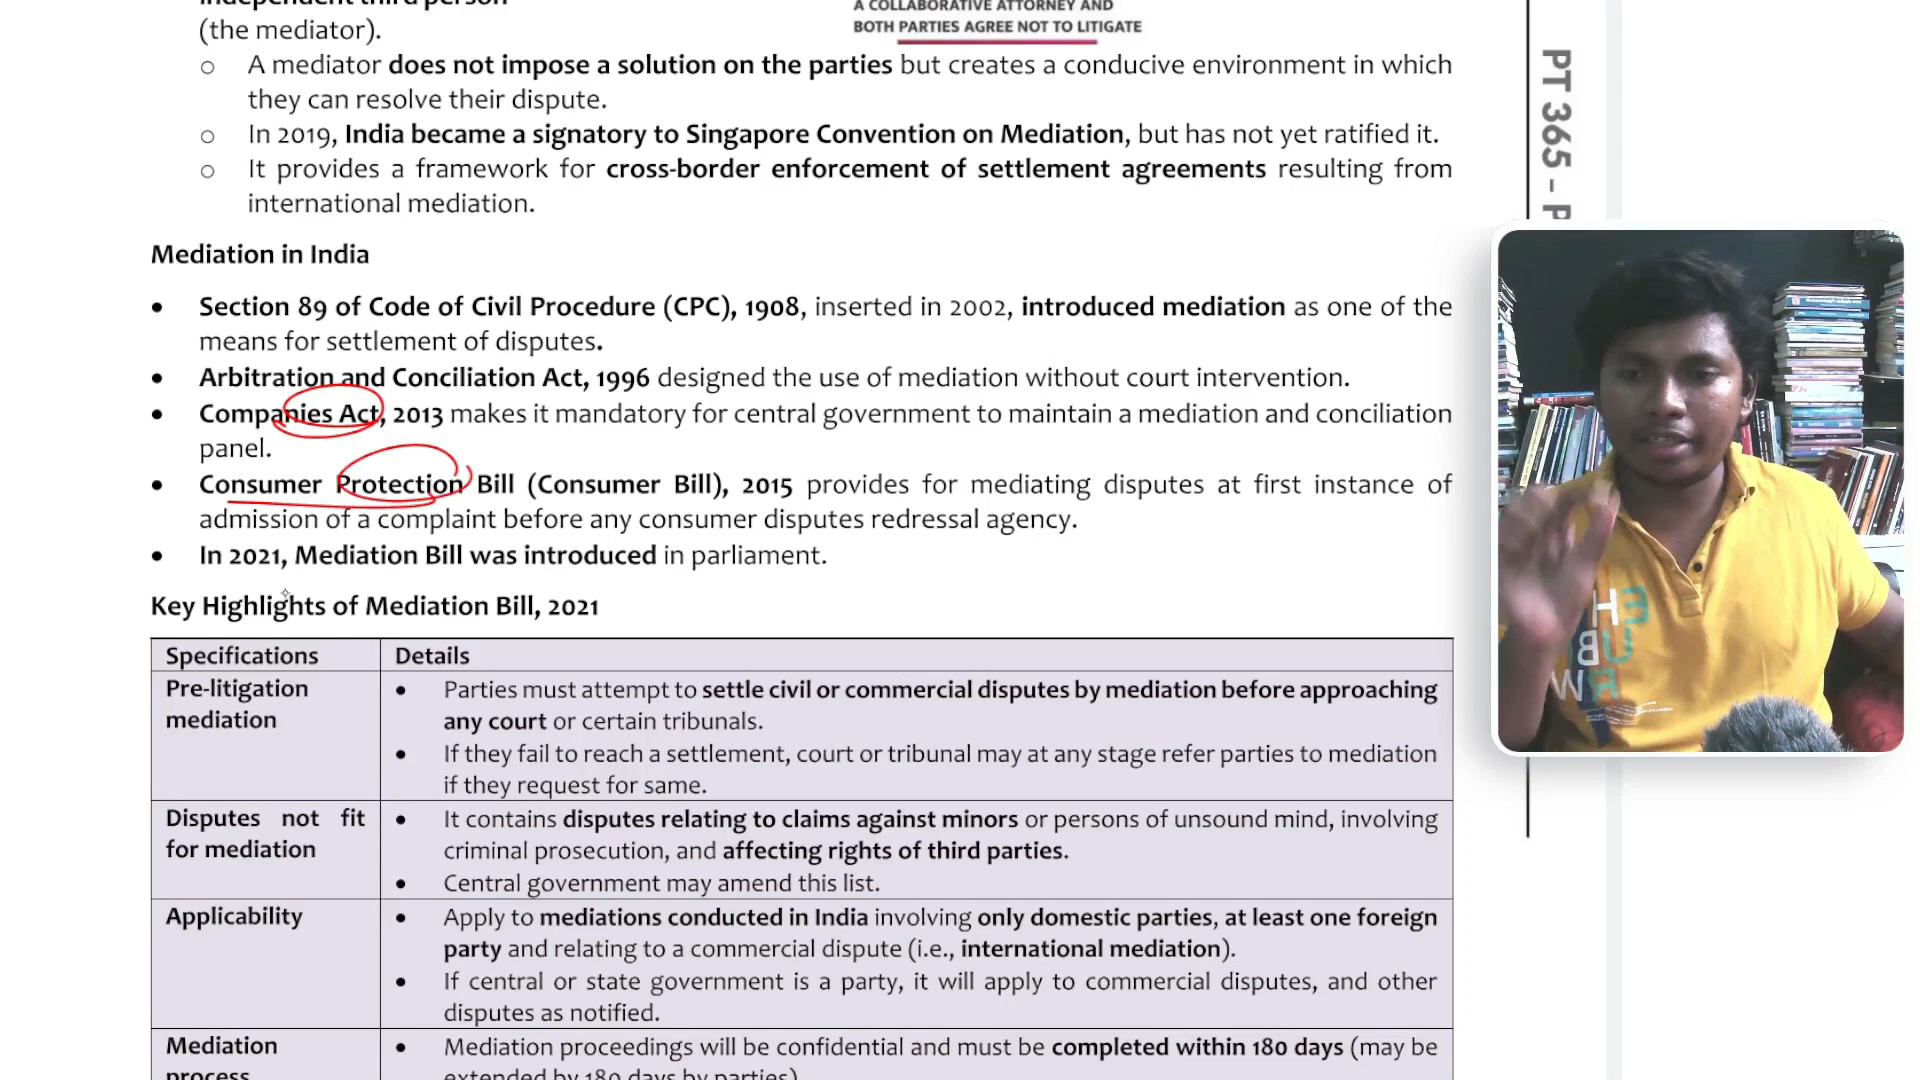 independent third person
A COLLABORATIVE ATTORNEY AND
(the mediator).
BOTH PARTIES AGREE NOT TO LITIGATE
○ A mediator does not impose a solution on the parties but creates a conducive environment in which
they can resolve their dispute.
○ In 2019, India became a signatory to Singapore Convention on Mediation, but has not yet ratified it.
○ It provides a framework for cross-border enforcement of settlement agreements resulting from
international mediation.
PT 365 - P
Mediation in India
• Section 89 of Code of Civil Procedure (CPC), 1908, inserted in 2002, introduced mediation as one of the
means for settlement of disputes.
• Arbitration and Conciliation Act, 1996 designed the use of mediation without court intervention.
• Companies Act, 2013 makes it mandatory for central government to maintain a mediation and conciliation
panel.
• Consumer Protection Bill (Consumer Bill), 2015 provides for mediating disputes at first instance of
admission of a complaint before any consumer disputes redressal agency.
• In 2021, Mediation Bill was introduced in parliament.
Key Highlights of Mediation Bill, 2021
Specifications Details
Pre-litigation
mediation
• Parties must attempt to settle civil or commercial disputes by mediation before approaching
any court or certain tribunals.
• If they fail to reach a settlement, court or tribunal may at any stage refer parties to mediation
if they request for same.
Disputes not fit
for mediation
• It contains disputes relating to claims against minors or persons of unsound mind, involving
criminal prosecution, and affecting rights of third parties.
• Central government may amend this list.
Applicability
• Apply to mediations conducted in India involving only domestic parties, at least one foreign
party and relating to a commercial dispute (i.e., international mediation).
• If central or state government is a party, it will apply to commercial disputes, and other
disputes as notified.
Mediation
process
• Mediation proceedings will be confidential and must be completed within 180 days (may be
extended by 180 days by parties)